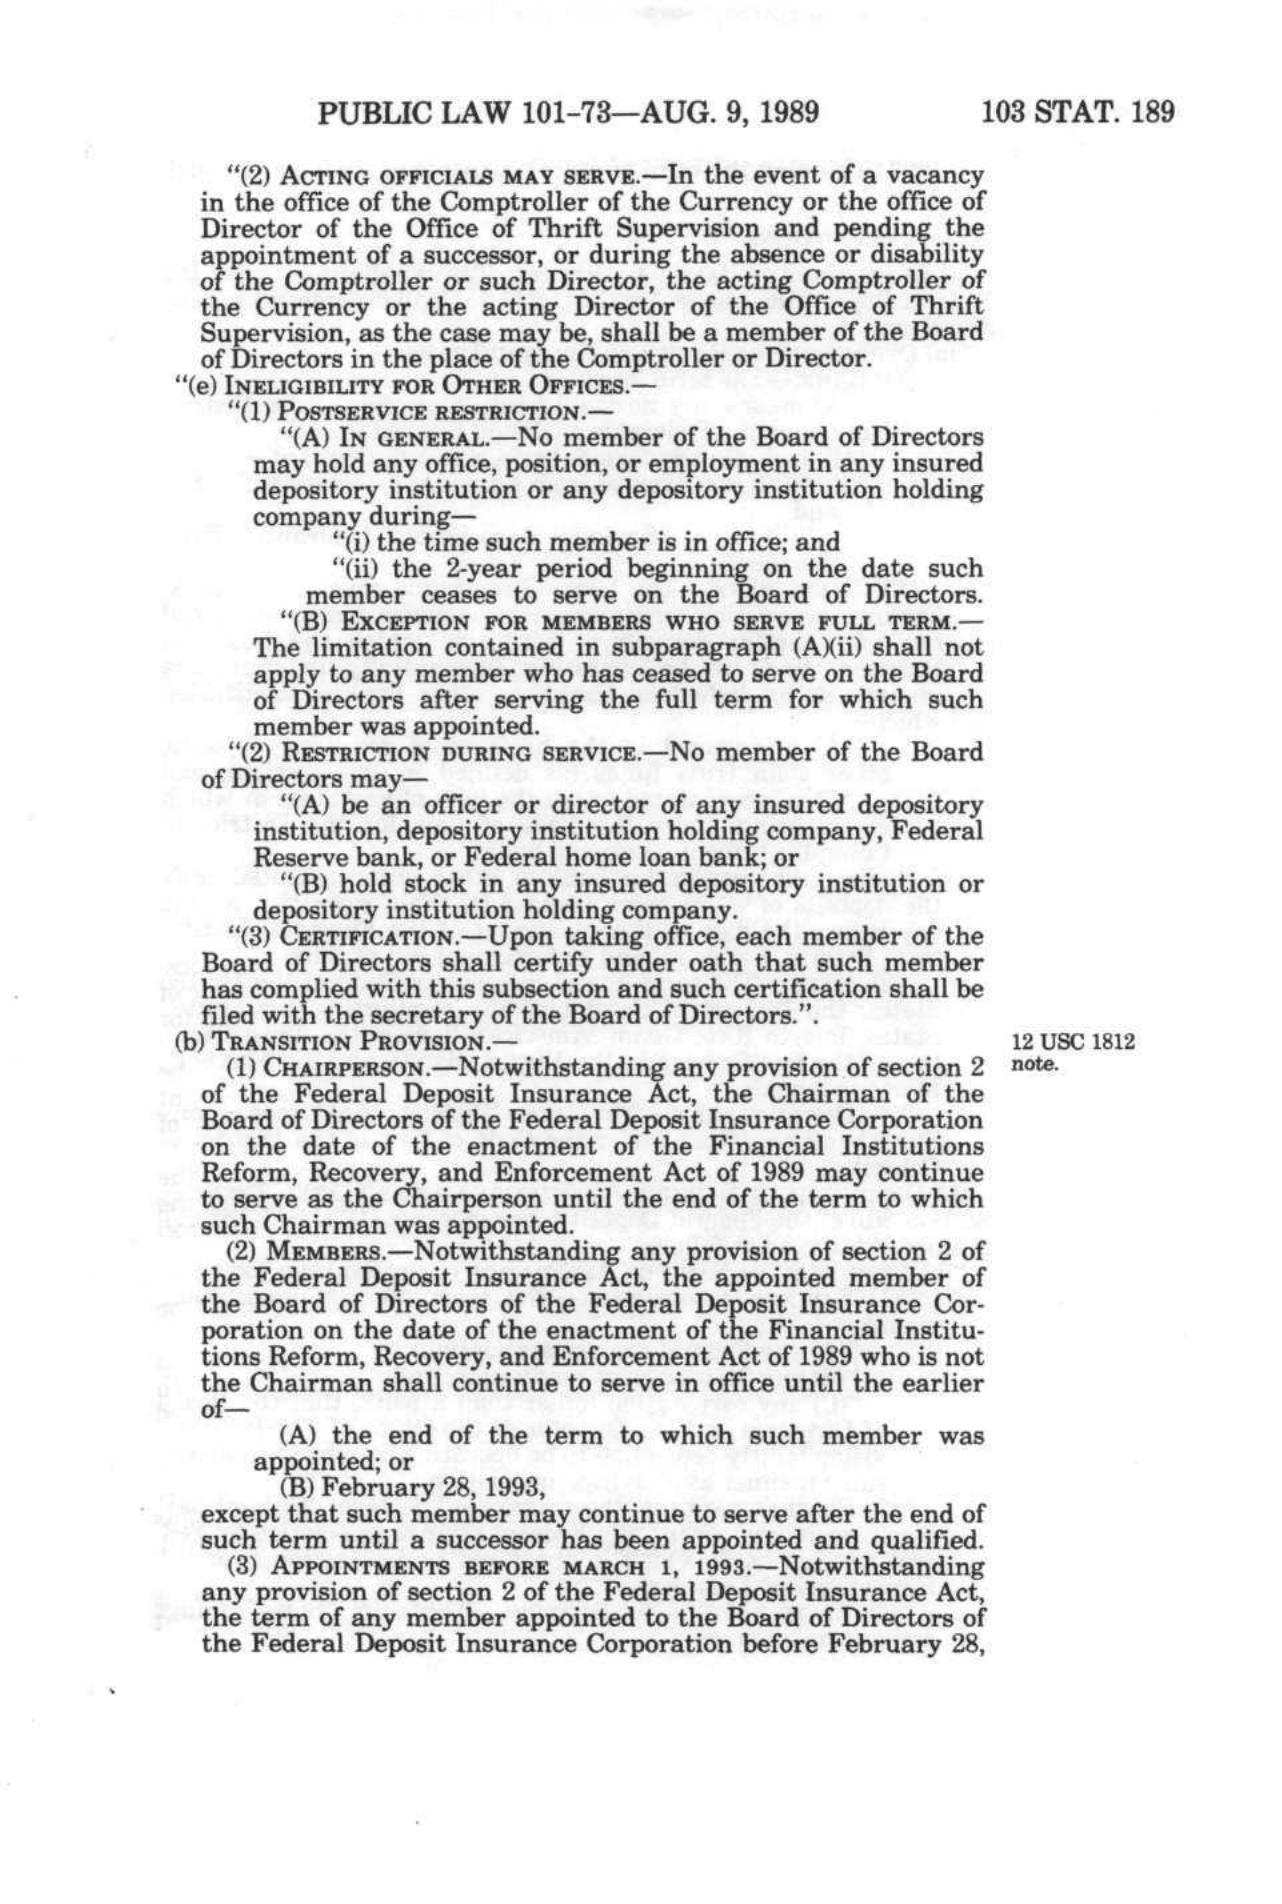 PUBLIC LAW 101-73—AUG. 9, 1989 103 STAT. 189
"(2) ACTING OFFICIALS MAY SERVE.—In the event of a vacancy
in the office of the Comptroller of the Currency or the office of
Director of the Office of Thrift Supervision and pending the
appointment of a successor, or during the absence or disability
of the Comptroller or such Director, the acting Comptroller of
the Currency or the acting Director of the Office of Thrift
Supervision, as the case may be, shall be a member of the Board
of Directors in the place of the Comptroller or Director.
"(e) INELIGIBILITY FOR OTHER OFFICES.—
"(1) POSTSERVICE RESTRICTION.—
"(A) IN GENERAL.—No member of the Board of Directors
may hold any office, position, or employment in any insured
depository institution or any depository institution holding
company during—
"(i) the time such member is in office; and
"(ii) the 2-year period beginning on the date such
member ceases to serve on the Board of Directors.
"(B) EXCEPTION FOR MEMBERS WHO SERVE FULL TERM.—
The limitation contained in subparagraph (A)(ii) shall not
apply to any member who has ceased to serve on the Board
of Directors after serving the full term for which such
member was appointed.
"(2) RESTRICTION DURING SERVICE.—No member of the Board
of Directors may—
"(A) be an officer or director of any insured depository
institution, depository institution holding company, Federal
Reserve bank, or Federal home loan bank; or
"(B) hold stock in any insured depository institution or
depository institution holding company.
"(3) CERTIFICATION.—Upon taking office, each member of the
Board of Directors shall certify under oath that such member
has complied with this subsection and such certification shall be
filed with the secretary of the Board of Directors.".
(b) TRANSITION PROVISION.— 12 USC 1812
(1) CHAIRPERSON.—Notwithstanding any provision of section 2 note.
of the Federal Deposit Insurance Act, the Chairman of the
Board of Directors of the Federal Deposit Insurance Corporation
on the date of the enactment of the Financial Institutions
Reform, Recovery, and Enforcement Act of 1989 may continue
to serve as the Chairperson until the end of the term to which
such Chairman was appointed.
(2) MEMBERS.—Notwithstanding any provision of section 2 of
the Federal Deposit Insurance Act, the appointed member of
the Board of Directors of the Federal Deposit Insurance Cor-
poration on the date of the enactment of the Financial Institu-
tions Reform, Recovery, and Enforcement Act of 1989 who is not
the Chairman shall continue to serve in office until the earlier
of—
(A) the end of the term to which such member was
appointed; or
(B) February 28, 1993,
except that such member may continue to serve after the end of
such term until a successor has been appointed and qualified.
(3) APPOINTMENTS BEFORE MARCH 1, 1993.—Notwithstanding
any provision of section 2 of the Federal Deposit Insurance Act,
the term of any member appointed to the Board of Directors of
the Federal Deposit Insurance Corporation before February 28,